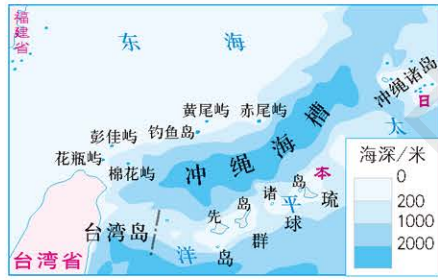 福建省
东海
冲绳诸岛
日
黄尾屿
赤尾屿
太
彭佳屿
钓鱼岛
冲绳海槽
花瓶屿
棉花屿
本
先岛诸岛
平
琉球群岛
台湾岛
洋
台湾省
海深/米
0
200
1000
2000